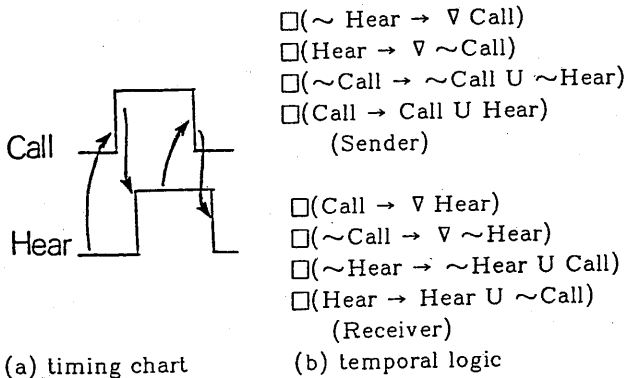 □(∼ Hear → ∇ Call)
□(Hear → ∇ ∼Call)
□(∼Call → ∼Call U ∼Hear)
□(Call → Call U Hear)
(Sender)
Call
Hear
□(Call → ∇ Hear)
□(∼Call → ∇ ∼Hear)
□(∼Hear → ∼Hear U Call)
□(Hear → Hear U ∼Call)
(Receiver)
(a) timing chart
(b) temporal logic